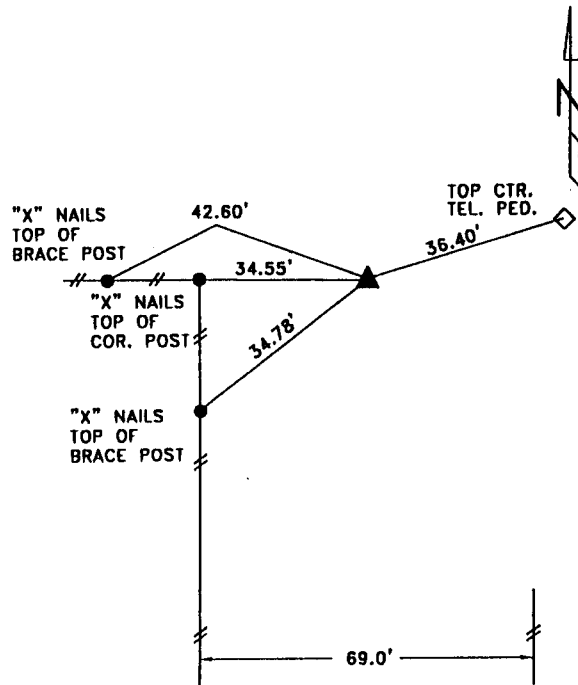 N
TOP CTR.
TEL. PED.
"X" NAILS
TOP OF
BRACE POST
42.60'
36.40'
34.55'
"X" NAILS
TOP OF
COR. POST
34.78'
"X" NAILS
TOP OF
BRACE POST
69.0'